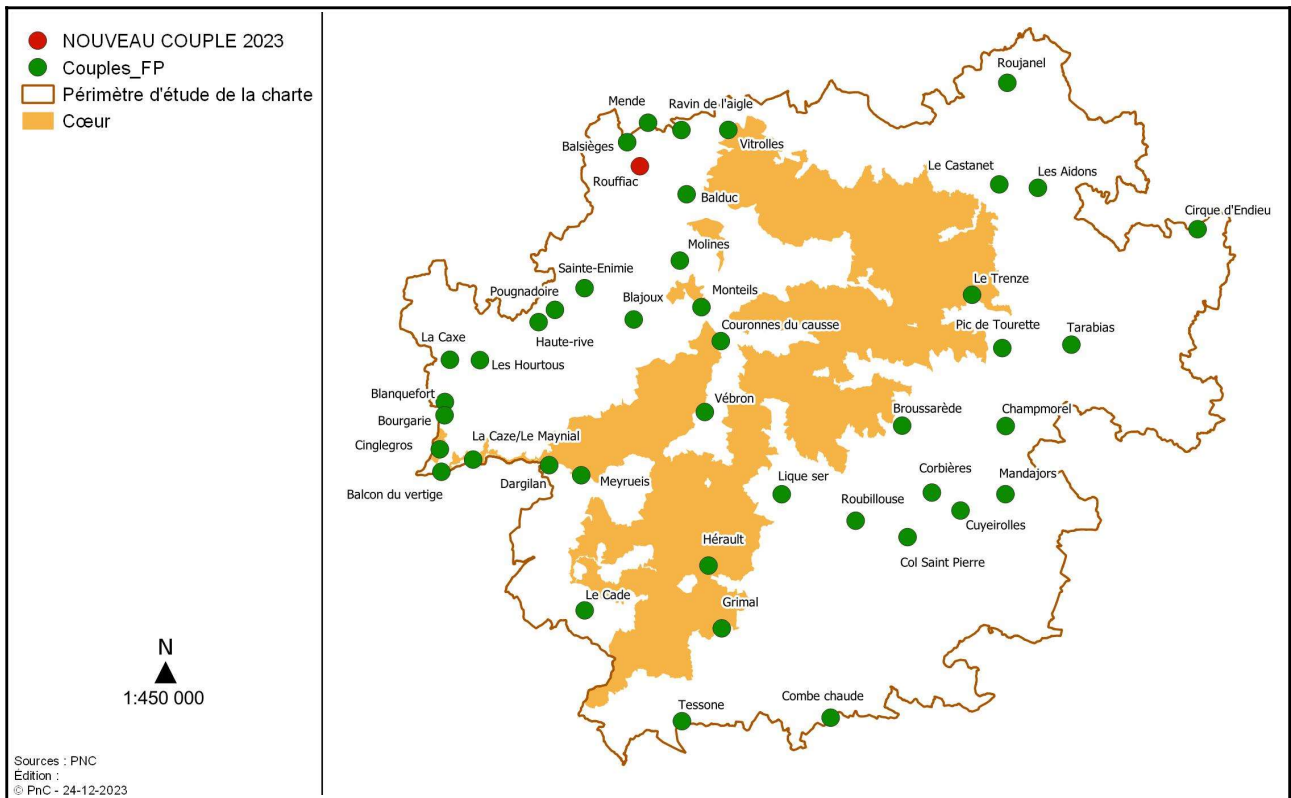 NOUVEAU COUPLE 2023
Couples_FP
Périmètre d'étude de la charte
Cœur
N
1:450 000
Sources : PNC
Édition :
© PnC - 24-12-2023
Roujanel
Mende
Ravin de l'aigle
Balsièges
Vitrolles
Rouffiac
Le Castanet
Les Aidons
Balduc
Cirque d'Endieu
Molines
Sainte-Enimie
Le Trenze
Pougnadoire
Blajoux
Monteils
Haute-rive
Couronnes du causse
Pic de Tourette
Tarabias
La Caxe
Les Hourtous
Blanquefort
Vébron
Broussarède
Champmorel
Bourgarie
La Caze/Le Maynial
Cinglegros
Corbières
Mandajors
Lique ser
Dargilan
Meyrueis
Balcon du vertige
Roubillouse
Cuyeirolles
Hérault
Col Saint Pierre
Le Cade
Grimal
Tessone
Combe chaude